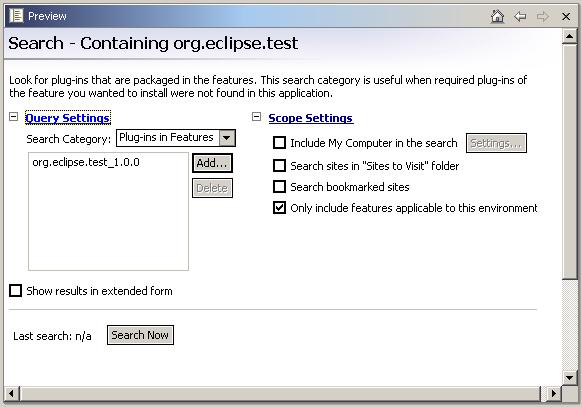 Preview
Search - Containing org.eclipse.test
Look for plug-ins that are packaged in the features. This search category is useful when required plug-ins of
the feature you wanted to install were not found in this application.
Query Settings
Search Category: Plug-ins in Features
org.eclipse.test_1.0.0
Add...
Delete
Show results in extended form
Scope Settings
Include My Computer in the search
Settings...
Search sites in "Sites to Visit" folder
Search bookmarked sites
Only include features applicable to this environment
Last search: n/a
Search Now